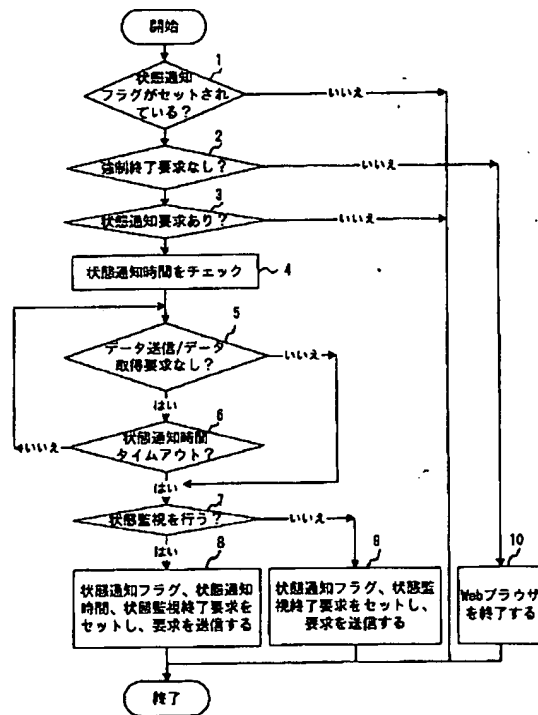 開始
1
状態通知
フラグがセットされ
ている?
いいえ
2
強制終了要求なし?
いいえ
3
状態通知要求あり?
いいえ
状態通知時間をチェック
4
5
データ送信/データ
取得要求なし?
いいえ
はい
6
状態通知時間
タイムアウト?
いいえ
はい
7
状態監視を行う?
いいえ
はい
8
状態通知フラグ、状態通知
時間、状態監視終了要求を
セットし、要求を送信する
9
状態通知フラグ、状態監
視終了要求をセットし、
要求を送信する
10
Webブラウザ
を終了する
終了